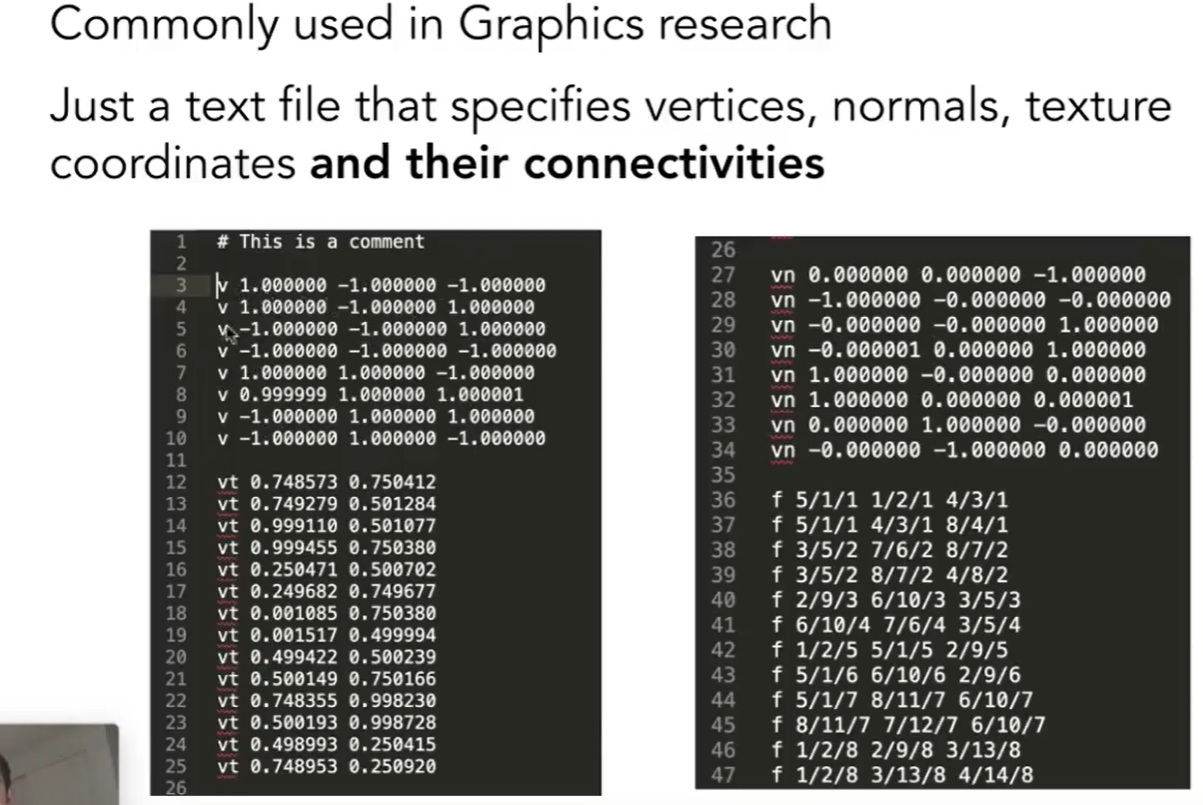 Commonly used in Graphics research
Just a text file that specifies vertices, normals, texture
coordinates and their connectivities
1 # This is a comment
2
3 v 1.000000 -1.000000 -1.000000
4 v 1.000000 -1.000000 1.000000
5 v -1.000000 -1.000000 1.000000
6 v -1.000000 -1.000000 -1.000000
7 v 1.000000 1.000000 -1.000000
8 v 0.999999 1.000000 1.000001
9 v -1.000000 1.000000 1.000000
10 v -1.000000 1.000000 -1.000000
11
12 vt 0.748573 0.750412
13 vt 0.749279 0.501284
14 vt 0.999110 0.501077
15 vt 0.999455 0.750380
16 vt 0.250471 0.500702
17 vt 0.249682 0.749677
18 vt 0.001085 0.750380
19 vt 0.001517 0.499994
20 vt 0.499422 0.500239
21 vt 0.500149 0.750166
22 vt 0.748355 0.998230
23 vt 0.500193 0.998728
24 vt 0.498993 0.250415
25 vt 0.748953 0.250920
26
26
27 vn 0.000000 0.000000 -1.000000
28 vn -1.000000 -0.000000 -0.000000
29 vn -0.000000 -0.000000 1.000000
30 vn -0.000001 0.000000 1.000000
31 vn 1.000000 -0.000000 0.000000
32 vn 1.000000 0.000000 0.000001
33 vn 0.000000 1.000000 -0.000000
34 vn -0.000000 -1.000000 0.000000
35
36 f 5/1/1 1/2/1 4/3/1
37 f 5/1/1 4/3/1 8/4/1
38 f 3/5/2 7/6/2 8/7/2
39 f 3/5/2 8/7/2 4/8/2
40 f 2/9/3 6/10/3 3/5/3
41 f 6/10/4 7/6/4 3/5/4
42 f 1/2/5 5/1/5 2/9/5
43 f 5/1/6 6/10/6 2/9/6
44 f 5/1/7 8/11/7 6/10/7
45 f 8/11/7 7/12/7 6/10/7
46 f 1/2/8 2/9/8 3/13/8
47 f 1/2/8 3/13/8 4/14/8